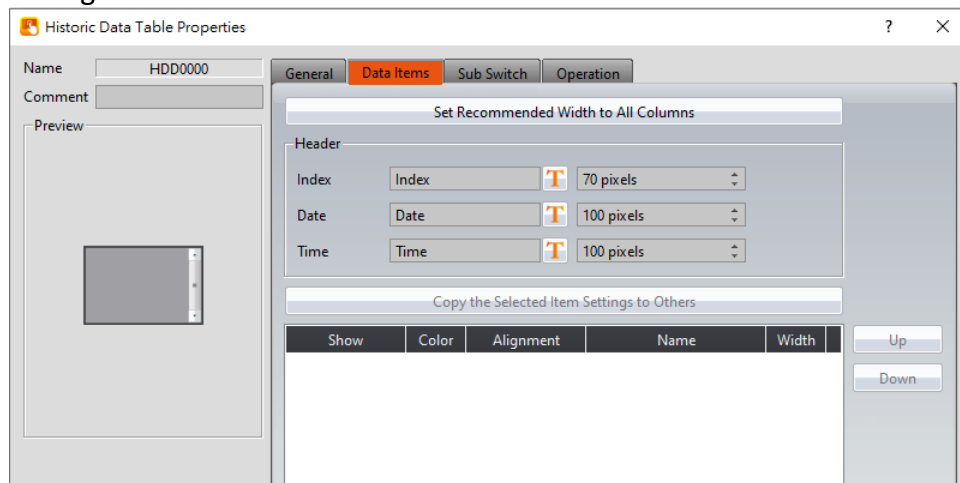 Historic Data Table Properties ? ×
Name HDD0000
Comment
Preview
General Data Items Sub Switch Operation
Set Recommended Width to All Columns
Header
Index Index T 70 pixels
Date Date T 100 pixels
Time Time T 100 pixels
Copy the Selected Item Settings to Others
Show Color Alignment Name Width
Up
Down